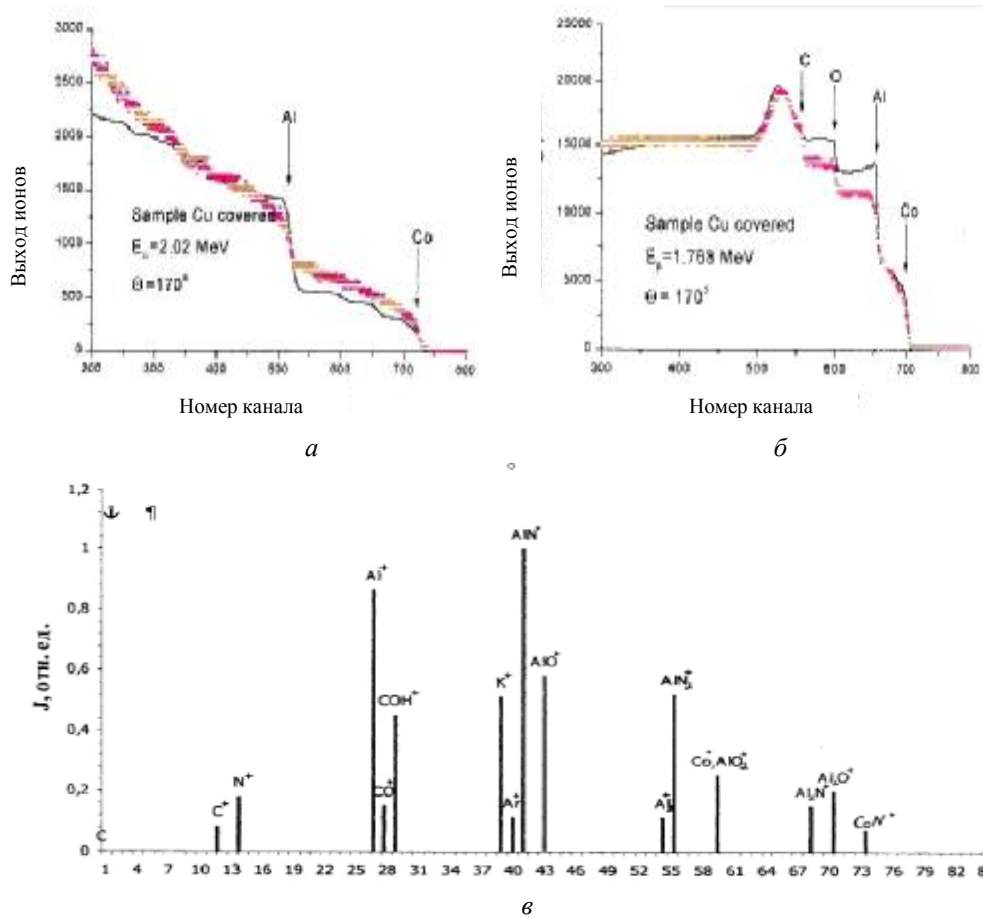 3000
2500
2000
1500
1000
500
0
Выход ионов
Al
Co
Sample Cu covered
=2.02 MeV
Θ=170°
300 400 500 600 700 800
Номер канала
а
25000
20000
15000
10000
5000
0
Выход ионов
C
O
Al
Co
Sample Cu covered
Eₚ=1.768 MeV
Θ=170°
300 400 500 600 700 800
Номер канала
б
J, отн. ед.
1,2
1
0,8
0,6
0,4
0,2
0
¶
C
C⁺
N⁺
Al⁺
CO⁺
COH⁺
K⁺
Ar⁺
AlN⁺
AlO⁺
Al₂⁺
AlN₂⁺
Co⁺,AlO₂⁺
Al₂N⁺
Al₂O⁺
CoN⁺
1 4 7 10 13 16 19 22 25 28 31 34 37 40 43 46 49 52 55 58 61 64 67 70 73 76 79 82
в